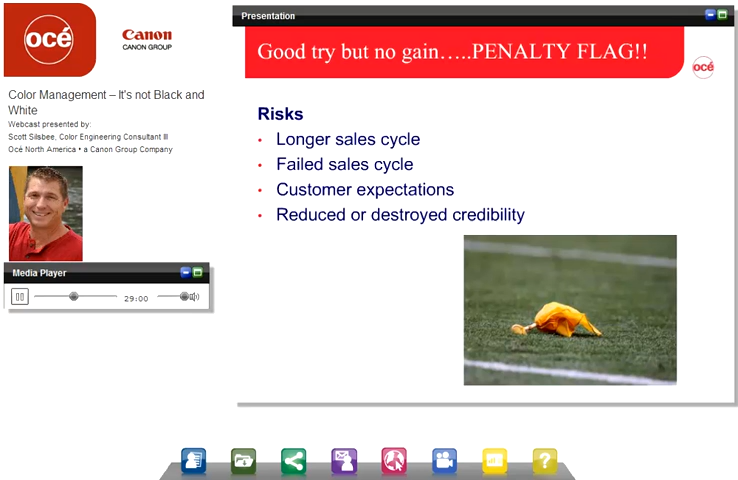 océ
Canon
CANON GROUP
Color Management – It's not Black and
White
Webcast presented by:
Scott Silsbee, Color Engineering Consultant III
Océ North America • a Canon Group Company
Media Player
29:00
Presentation
Good try but no gain…..PENALTY FLAG!!
océ
Risks
• Longer sales cycle
• Failed sales cycle
• Customer expectations
• Reduced or destroyed credibility
?